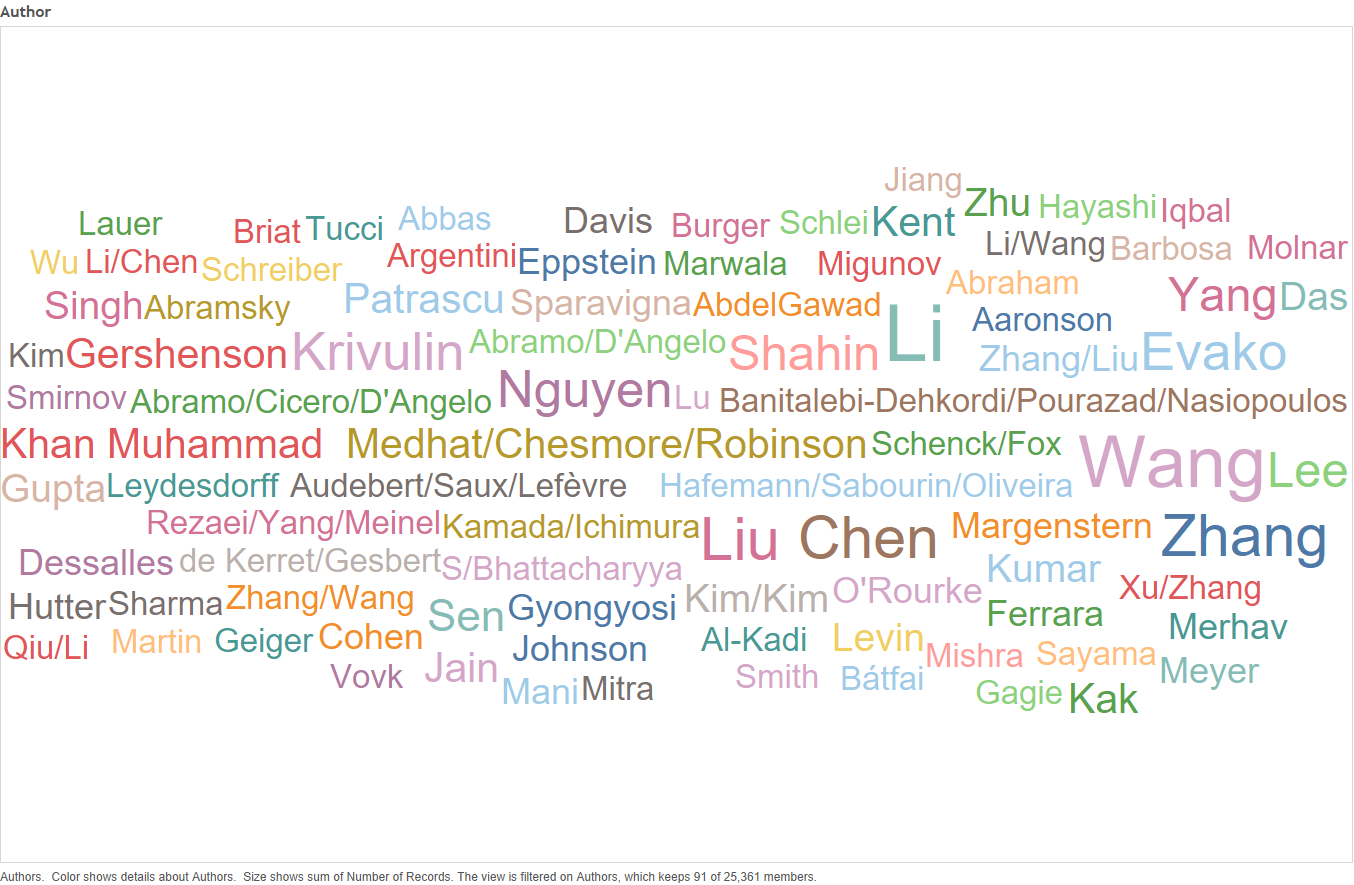 Author
Jiang
Lauer Briat Tucci Abbas Davis Burger Schlei Kent Zhu Hayashi Iqbal
Wu Li/Chen Schreiber Argentini Eppstein Marwala Migunov Li/Wang Barbosa Molnar
Singh Abramsky Patrascu Sparavigna AbdelGawad Li Abraham Yang Das
Aaronson
Kim Gershenson Krivulin Abramo/D'Angelo Shahin Zhang/Liu Evako
Smirnov Abramo/Cicero/D'Angelo Nguyen Lu Banitalebi-Dehkordi/Pourazad/Nasiopoulos
Khan Muhammad Medhat/Chesmore/Robinson Schenck/Fox Wang Lee
Gupta Leydesdorff Audebert/Saux/Lefèvre Hafemann/Sabourin/Oliveira
Rezaei/Yang/Meinel Kamada/Ichimura Liu Chen Margenstern Zhang
Dessalles de Kerret/Gesbert S/Bhattacharyya Kumar
Hutter Sharma Zhang/Wang Sen Gyongyosi Kim/Kim O'Rourke Ferrara Xu/Zhang
Qiu/Li Martin Geiger Cohen Johnson Al-Kadi Levin Mishra Sayama Merhav
Vovk Jain Mani Mitra Smith Bátfai Gagie Kak Meyer
Authors. Color shows details about Authors. Size shows sum of Number of Records. The view is filtered on Authors, which keeps 91 of 25,361 members.